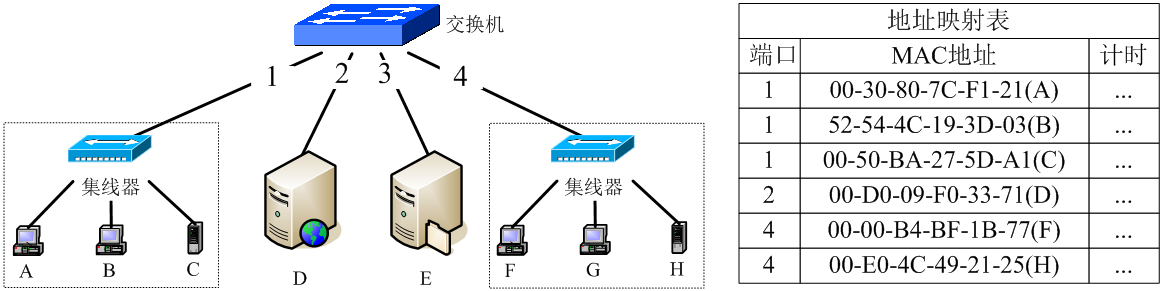 交换机
1 2 3 4
集线器
集线器
A B C D E F G H
地址映射表
端口 MAC地址 计时
1 00-30-80-7C-F1-21(A) ...
1 52-54-4C-19-3D-03(B) ...
1 00-50-BA-27-5D-A1(C) ...
2 00-D0-09-F0-33-71(D) ...
4 00-00-B4-BF-1B-77(F) ...
4 00-E0-4C-49-21-25(H) ...